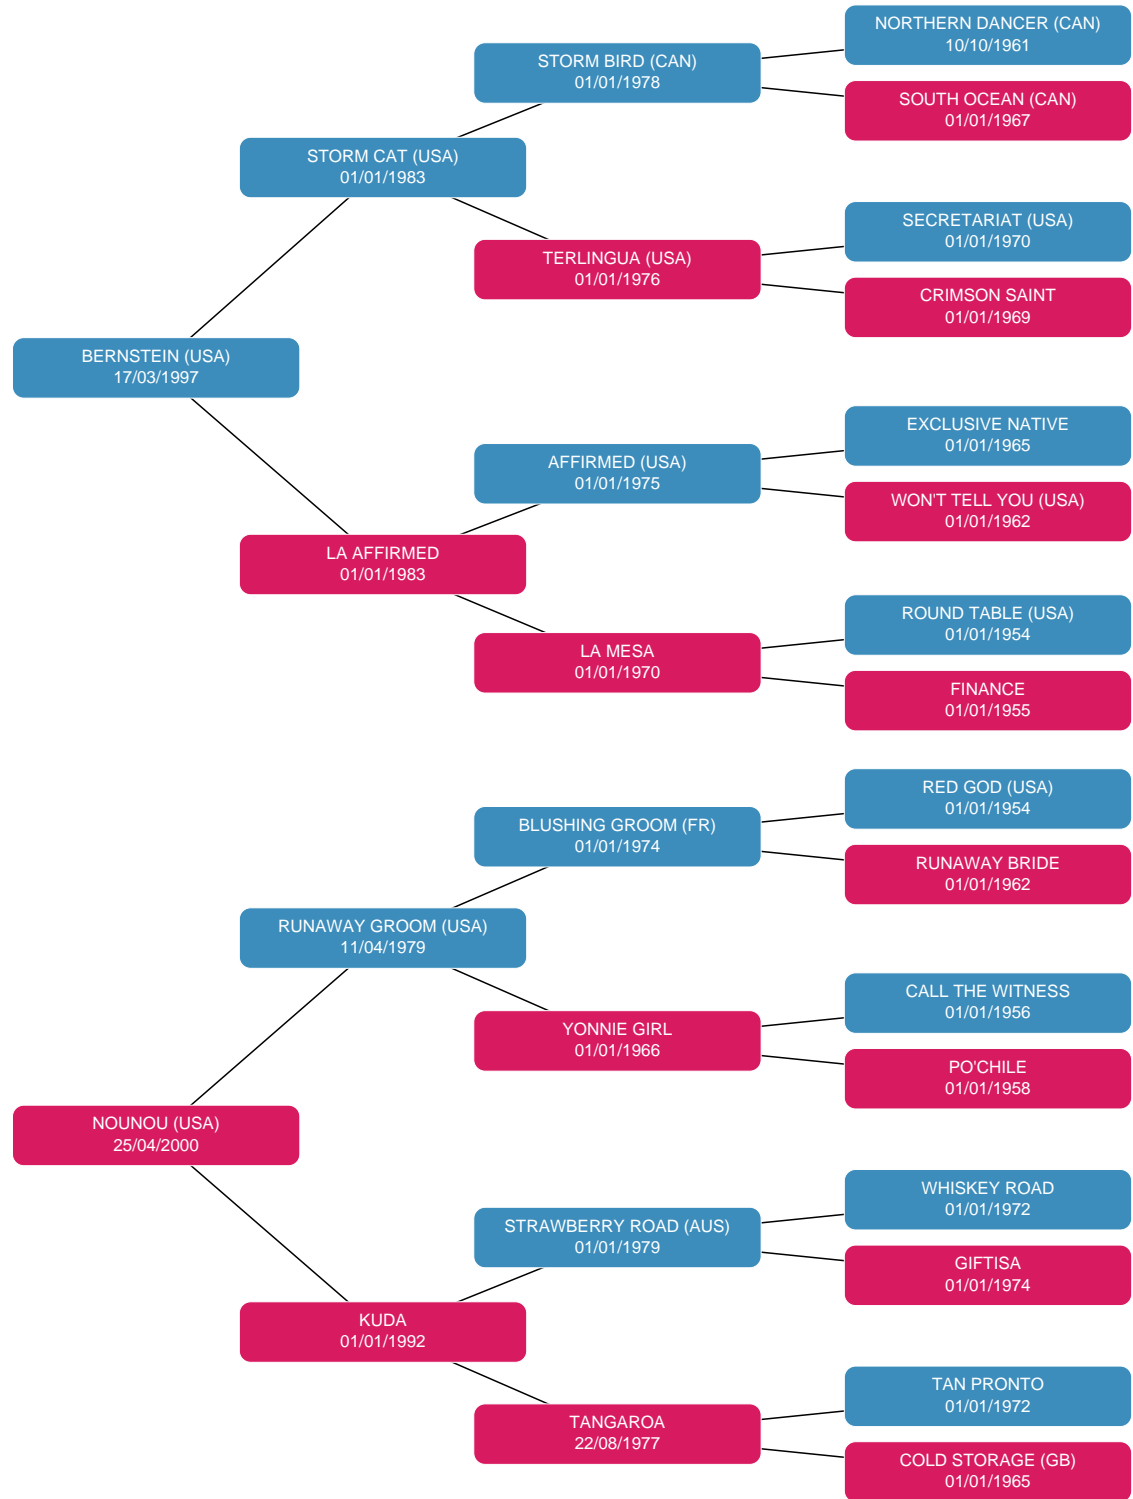 NORTHERN DANCER (CAN)
10/10/1961
STORM BIRD (CAN)
01/01/1978
SOUTH OCEAN (CAN)
01/01/1967
STORM CAT (USA)
01/01/1983
SECRETARIAT (USA)
01/01/1970
TERLINGUA (USA)
01/01/1976
CRIMSON SAINT
01/01/1969
BERNSTEIN (USA)
17/03/1997
EXCLUSIVE NATIVE
01/01/1965
AFFIRMED (USA)
01/01/1975
WON'T TELL YOU (USA)
01/01/1962
LA AFFIRMED
01/01/1983
ROUND TABLE (USA)
01/01/1954
LA MESA
01/01/1970
FINANCE
01/01/1955
RED GOD (USA)
01/01/1954
BLUSHING GROOM (FR)
01/01/1974
RUNAWAY BRIDE
01/01/1962
RUNAWAY GROOM (USA)
11/04/1979
CALL THE WITNESS
01/01/1956
YONNIE GIRL
01/01/1966
PO'CHILE
01/01/1958
NOUNOU (USA)
25/04/2000
WHISKEY ROAD
01/01/1972
STRAWBERRY ROAD (AUS)
01/01/1979
GIFTISA
01/01/1974
KUDA
01/01/1992
TAN PRONTO
01/01/1972
TANGAROA
22/08/1977
COLD STORAGE (GB)
01/01/1965